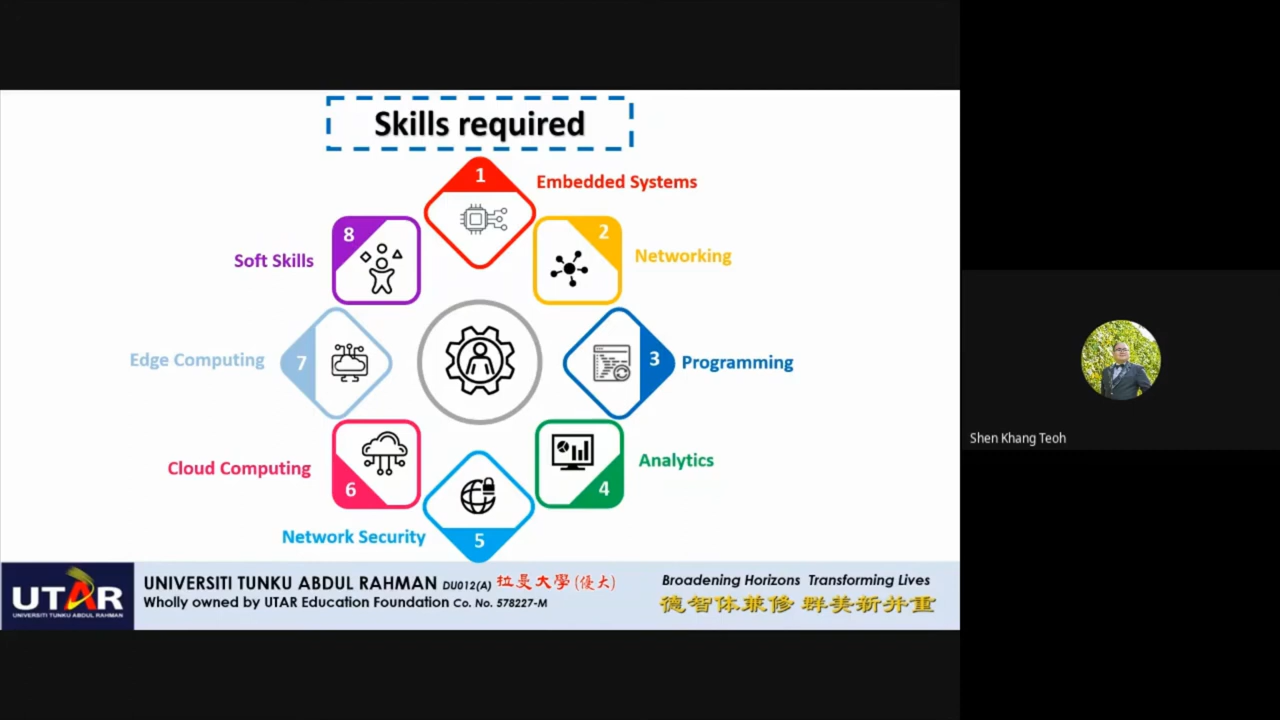 Skills required
1
Embedded Systems
2
Networking
3
Programming
4
Analytics
5
Network Security
6
Cloud Computing
7
Edge Computing
8
Soft Skills
UTAR
UNIVERSITI TUNKU ABDUL RAHMAN
UNIVERSITI TUNKU ABDUL RAHMAN DU012(A) 拉曼大學(優大)
Wholly owned by UTAR Education Foundation Co. No. 578227-M
Broadening Horizons Transforming Lives
德智体兼修 群美新并重
Shen Khang Teoh